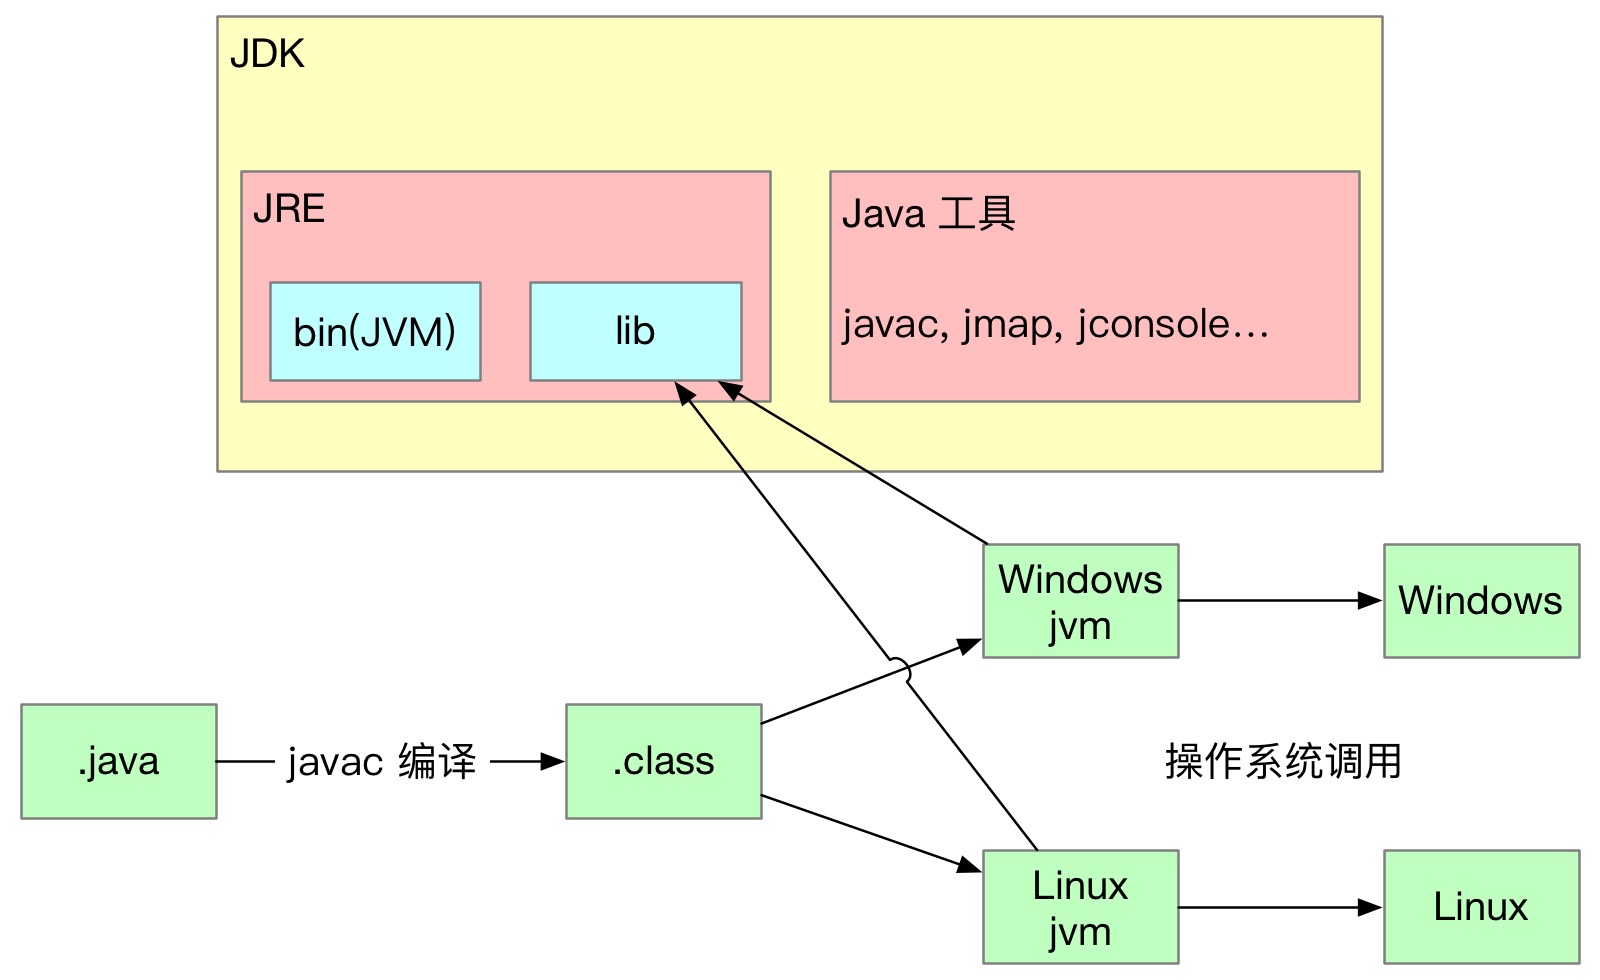 JDK
JRE
Java 工具
bin(JVM)
lib
javac, jmap, jconsole...
Windows
jvm
Windows
.java
javac 编译
.class
操作系统调用
Linux
jvm
Linux